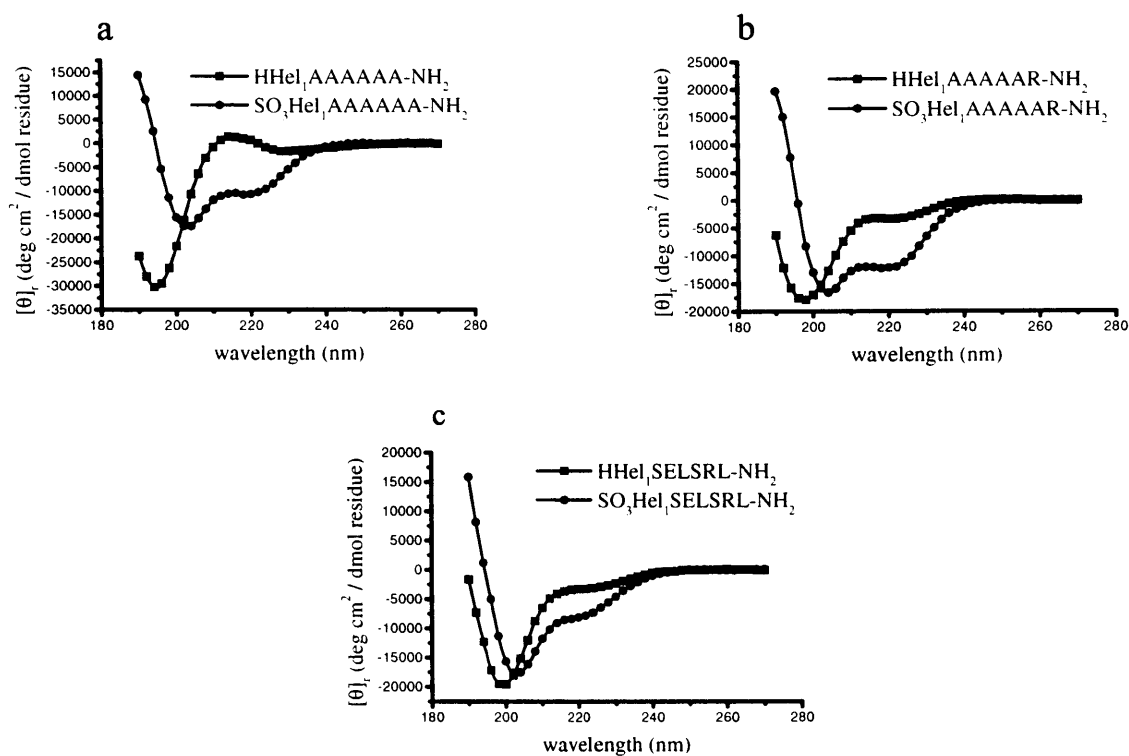 a
[θ]r (deg cm² / dmol residue)
15000
10000
5000
0
-5000
-10000
-15000
-20000
-25000
-30000
-35000
HHel₁AAAAAA-NH₂
SO₃Hel₁AAAAAA-NH₂
180 200 220 240 260 280
wavelength (nm)
b
[θ]r (deg cm² / dmol residue)
25000
20000
15000
10000
5000
0
-5000
-10000
-15000
-20000
HHel₁AAAAAR-NH₂
SO₃Hel₁AAAAAR-NH₂
180 200 220 240 260 280
wavelength (nm)
c
[θ]r (deg cm² / dmol residue)
20000
15000
10000
5000
0
-5000
-10000
-15000
-20000
HHel₁SELSRL-NH₂
SO₃Hel₁SELSRL-NH₂
180 200 220 240 260 280
wavelength (nm)